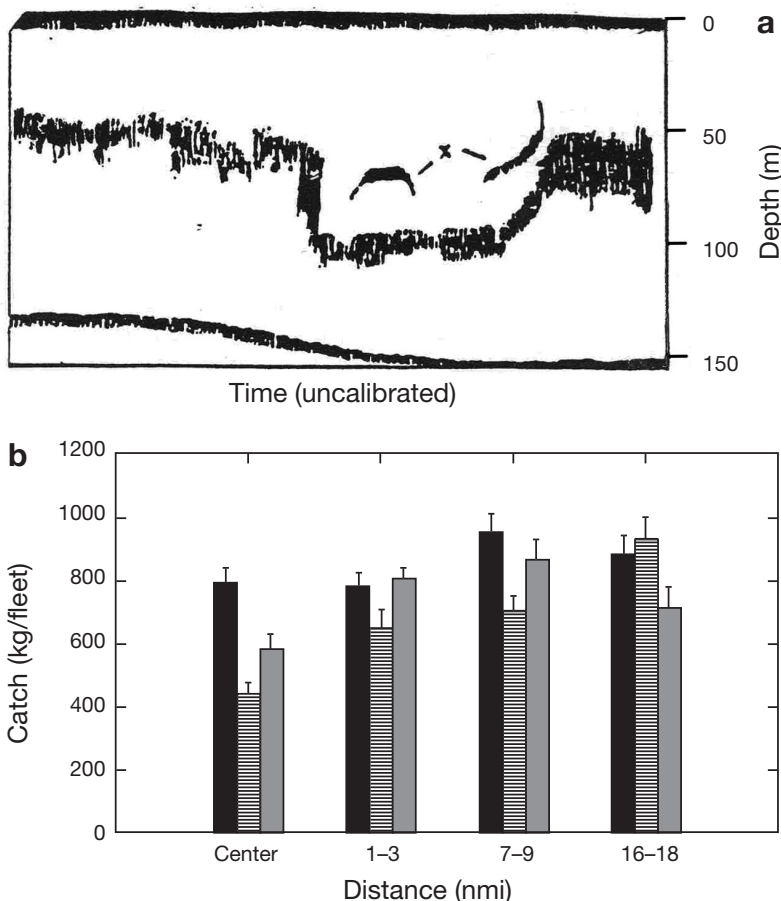 a
0
50
100
150
Depth (m)
x
Time (uncalibrated)
b
1200
1000
800
600
400
200
0
Catch (kg/fleet)
Center 1–3 7–9 16–18
Distance (nmi)